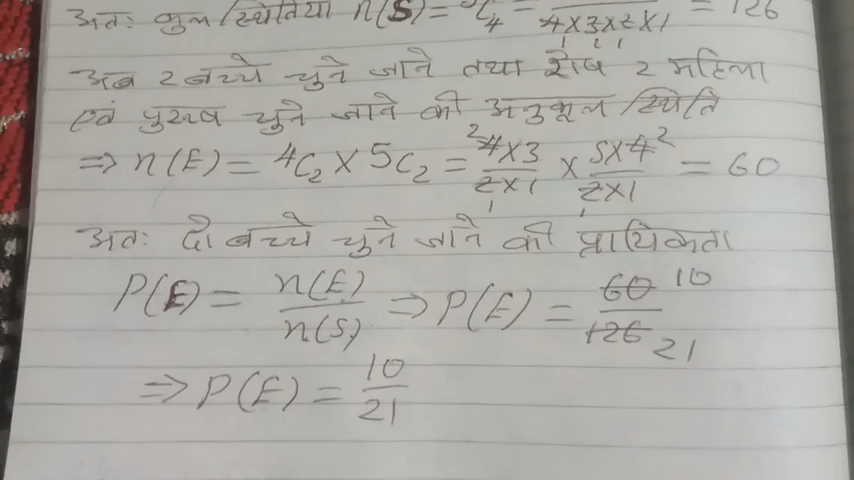 अतः कुल स्थितिया n(S) = ⁹C₄ = ―――― / 4×3×2×1 = 126
अब 2 बच्चे चुने जाने तथा शेष 2 महिला
एवं पुरुष चुने जाने की अनुकूल स्थिति
⇒ n(E) = 4C₂ × 5C₂ = 4×3/2×1 × 5×4/2×1 = 60
अतः दो बच्चे चुने जाने की प्रायिकता
P(E) = n(E)/n(S) ⇒ P(E) = 60/126 10/21
⇒ P(E) = 10/21